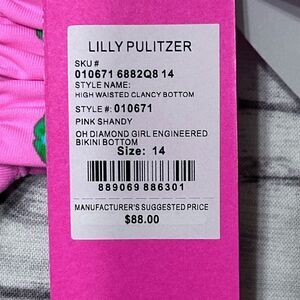 LILLY PULITZER
SKU#
010671 6882Q8 14
STYLE NAME:
HIGH WAISTED CLANCY BOTTOM
STYLE #: 010671
PINK SHANDY
OH DIAMOND GIRL ENGINEERED
BIKINI BOTTOM
Size: 14
889069 886301
MANUFACTURER'S SUGGESTED PRICE
$88.00